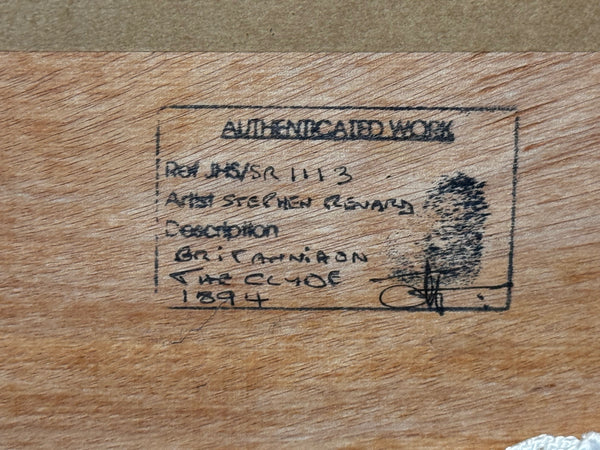 AUTHENTICATED WORK
Ref JHS/SR 1113
Artist STEPHEN RENARD
Description
BRITANNIA ON
THE CLYDE
1894